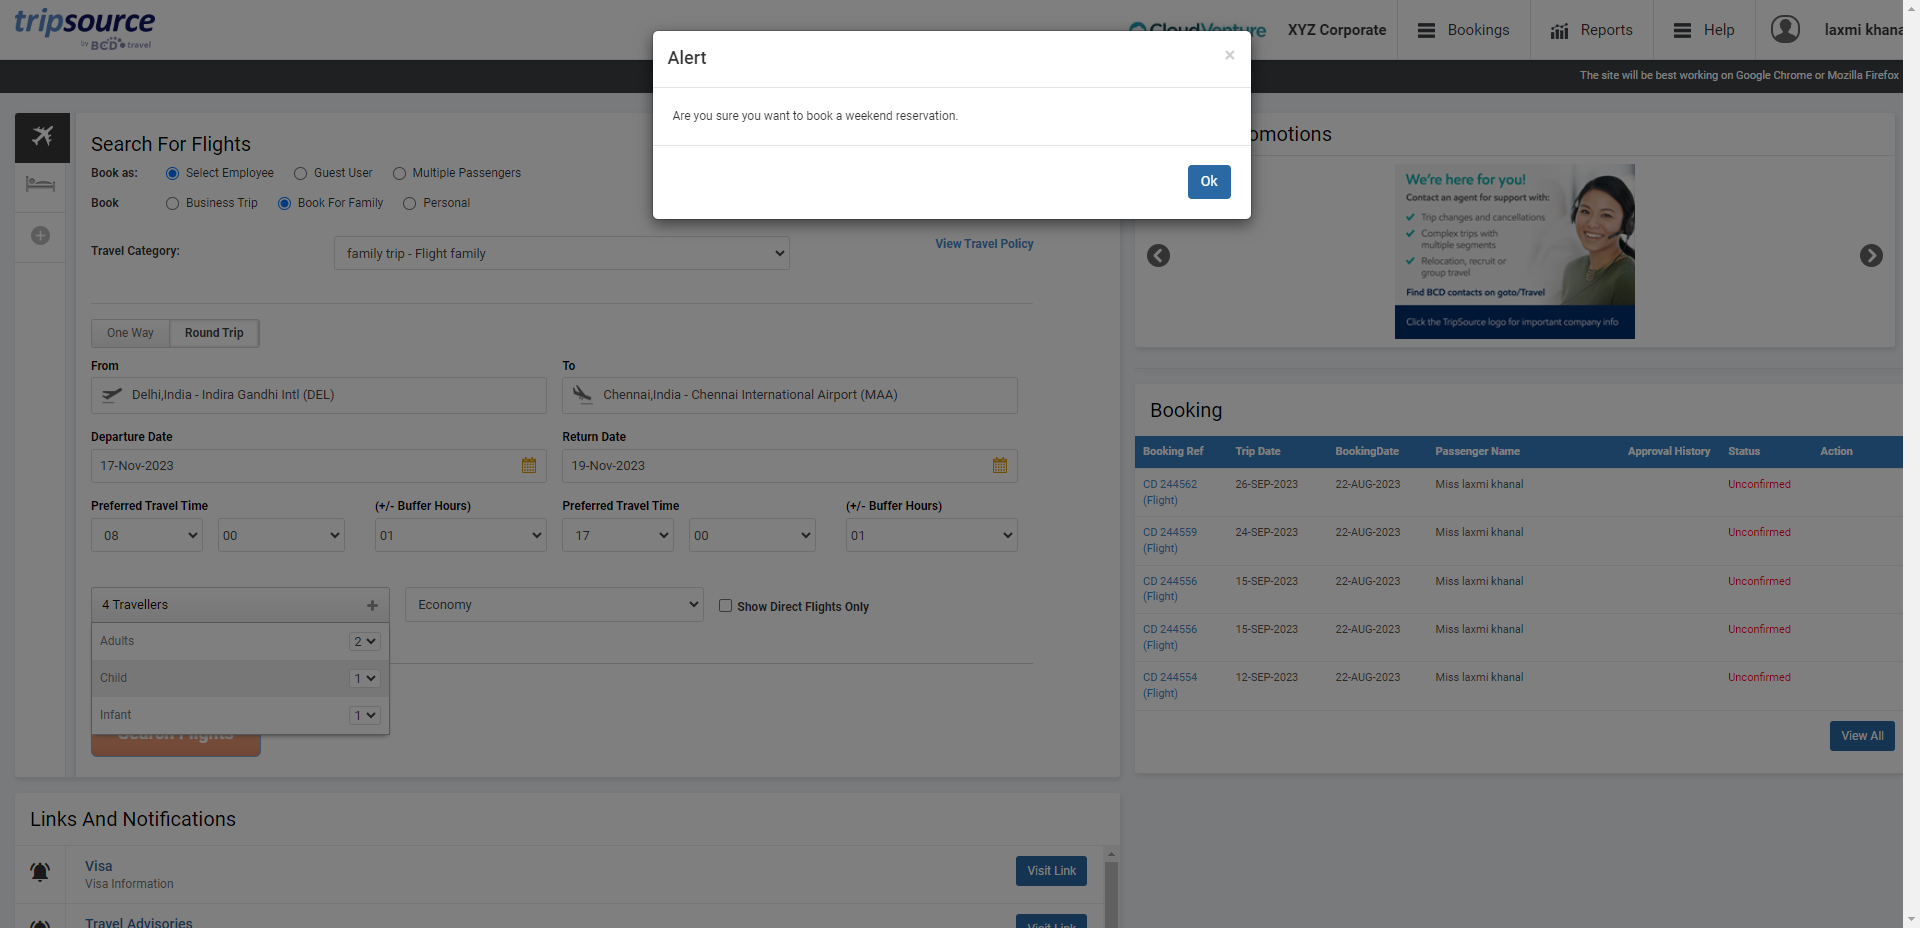 tripsource
by BCD travel
CloudVenture
XYZ Corporate
Bookings
Reports
Help
laxmi khana
The site will be best working on Google Chrome or Mozilla Firefox
Alert
×
Are you sure you want to book a weekend reservation.
Ok
Search For Flights
Book as:
Select Employee
Guest User
Multiple Passengers
Book
Business Trip
Book For Family
Personal
Travel Category:
family trip - Flight family
View Travel Policy
One Way
Round Trip
From
To
Delhi,India - Indira Gandhi Intl (DEL)
Chennai,India - Chennai International Airport (MAA)
Departure Date
Return Date
17-Nov-2023
19-Nov-2023
Preferred Travel Time
(+/- Buffer Hours)
Preferred Travel Time
(+/- Buffer Hours)
08
00
01
17
00
01
4 Travellers
Economy
Show Direct Flights Only
Adults
2
Child
1
Infant
1
Search Flights
omotions
We're here for you!
Contact an agent for support with:
Trip changes and cancellations
Complex trips with
multiple segments
Relocation, recruit or
group travel
Find BCD contacts on goto/Travel
Click the TripSource logo for important company info
Booking
Booking Ref
Trip Date
BookingDate
Passenger Name
Approval History
Status
Action
CD 244562
(Flight)
26-SEP-2023
22-AUG-2023
Miss laxmi khanal
Unconfirmed
CD 244559
(Flight)
24-SEP-2023
22-AUG-2023
Miss laxmi khanal
Unconfirmed
CD 244556
(Flight)
15-SEP-2023
22-AUG-2023
Miss laxmi khanal
Unconfirmed
CD 244556
(Flight)
15-SEP-2023
22-AUG-2023
Miss laxmi khanal
Unconfirmed
CD 244554
(Flight)
12-SEP-2023
22-AUG-2023
Miss laxmi khanal
Unconfirmed
View All
Links And Notifications
Visa
Visa Information
Visit Link
Travel Advisories
Visit Link